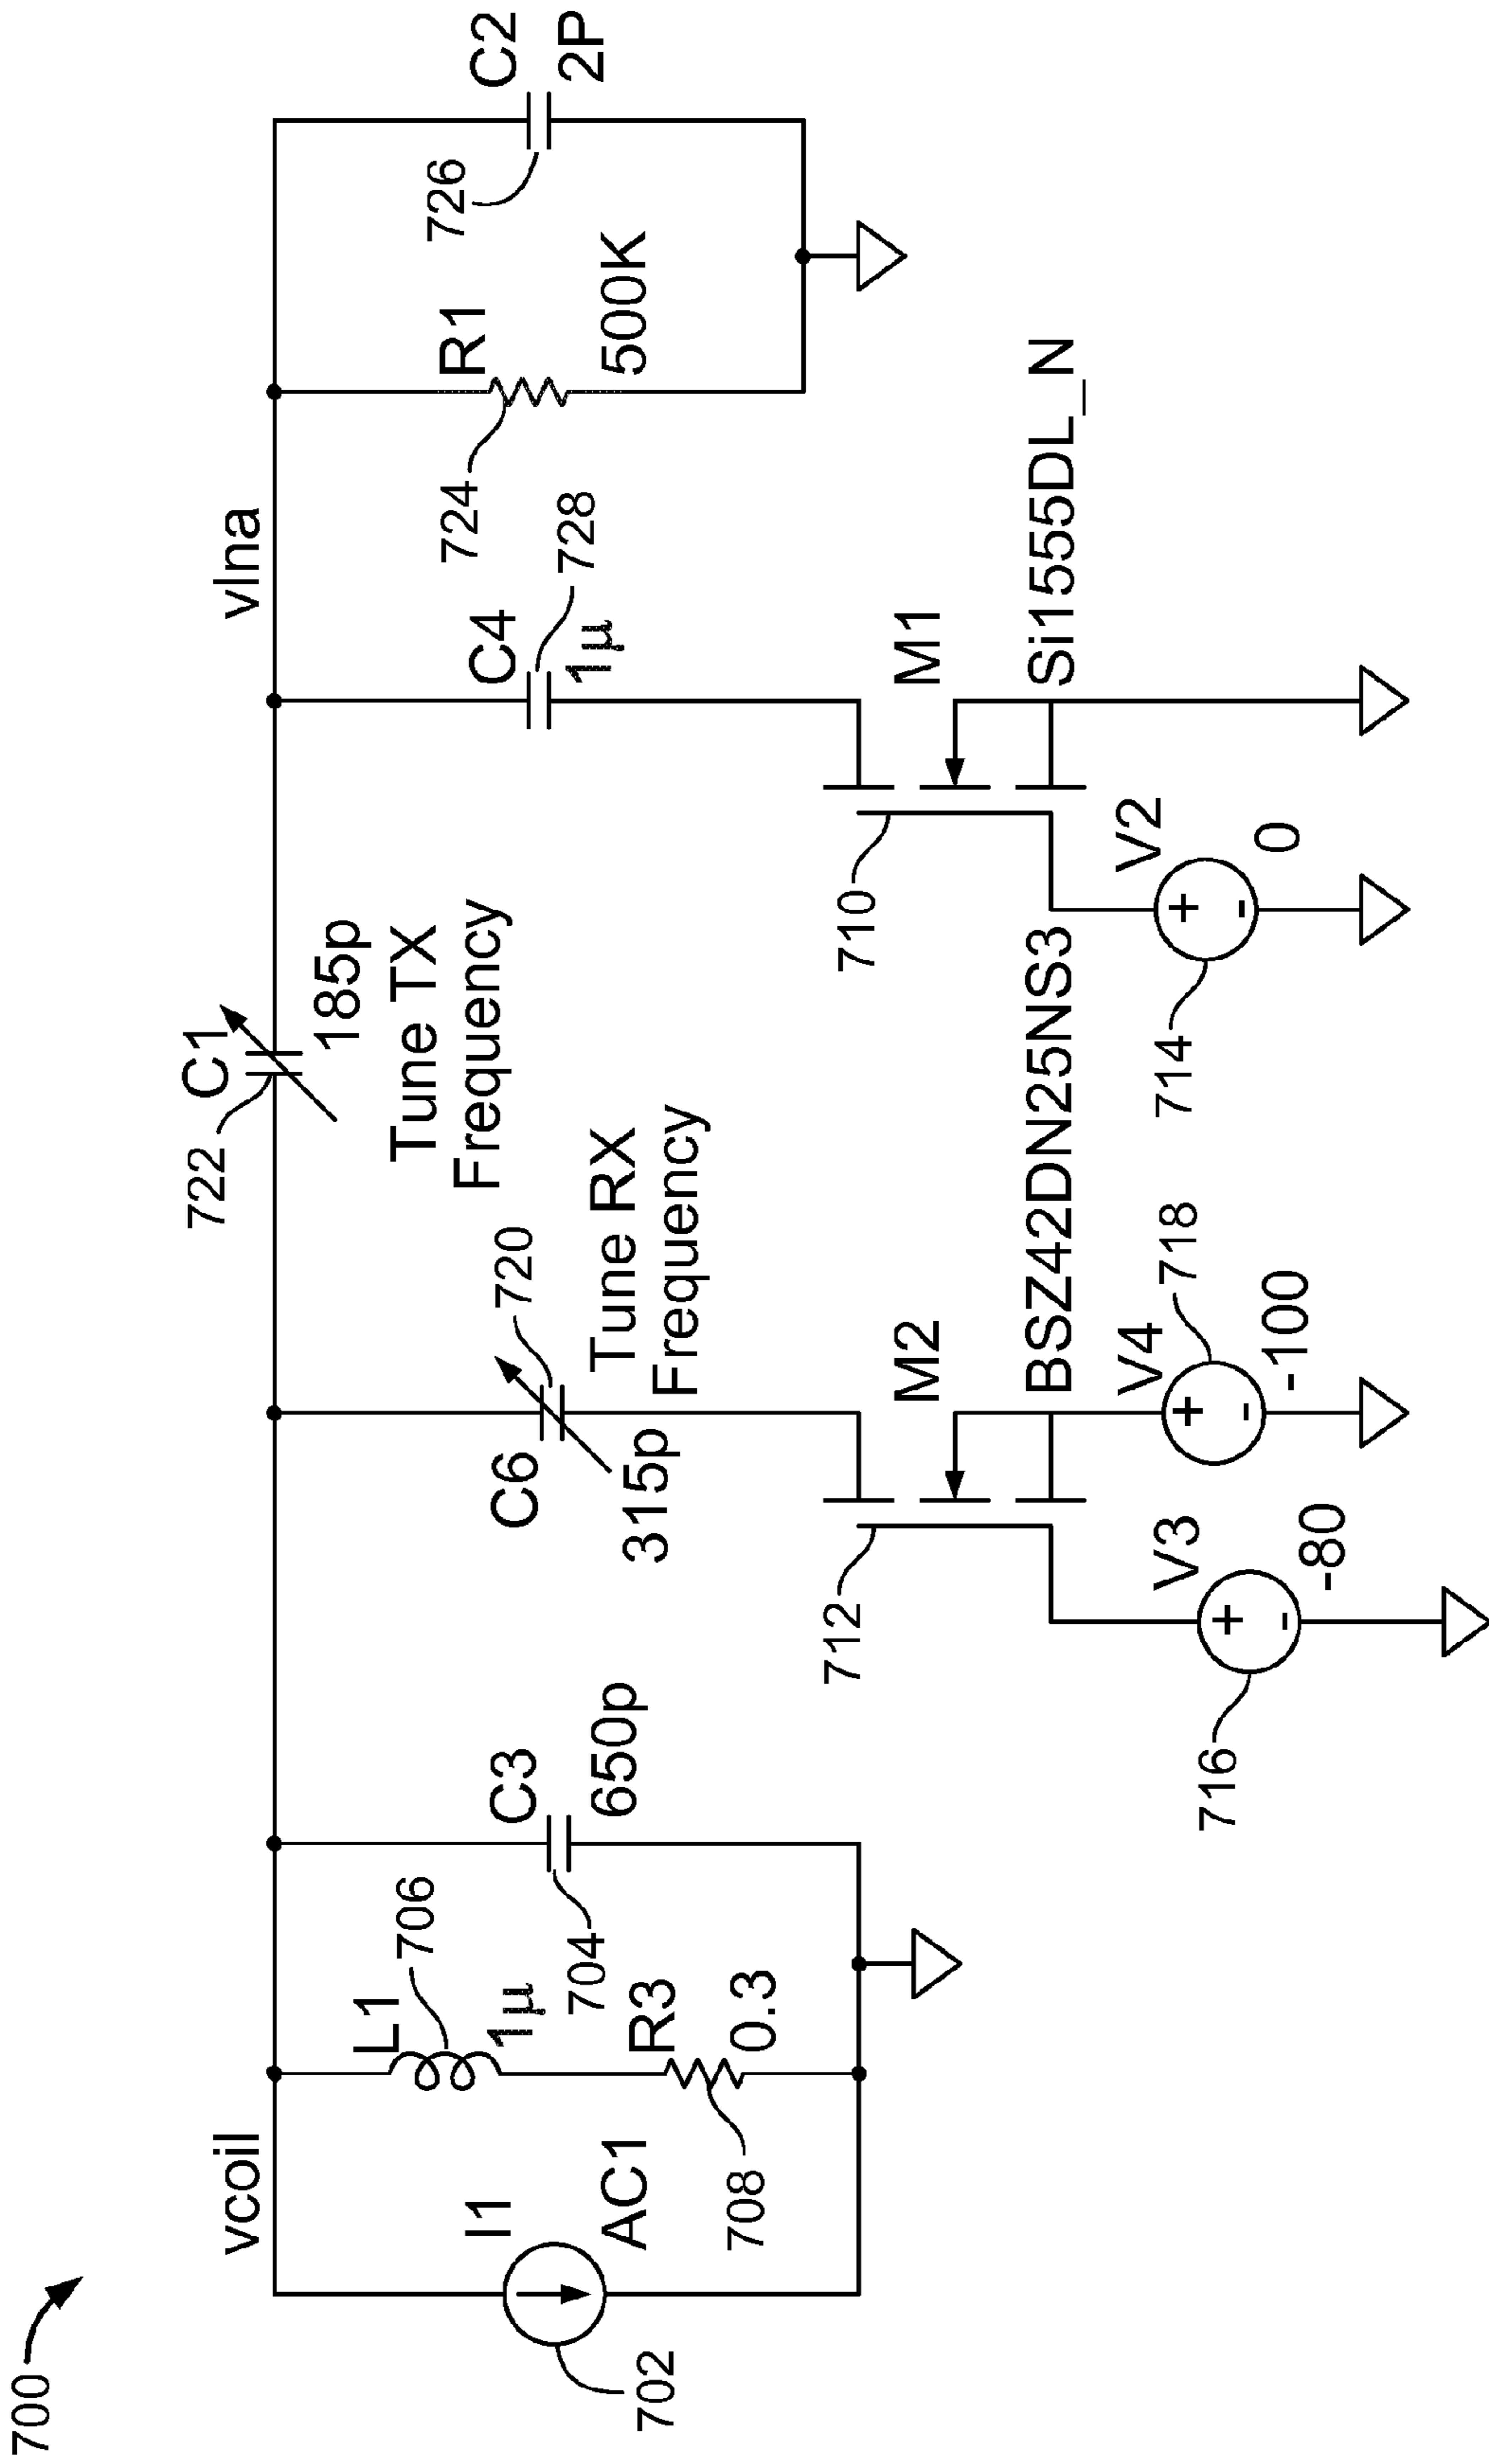 700
vcoil
vlna
I1
AC1
702
L1
1µ
706
R3
0.3
708
C3
650p
704
C6
315p
720
Tune RX
Frequency
C1
185p
722
Tune TX
Frequency
C4
1µ
728
R1
500K
724
C2
2P
726
M2
BSZ42DN25NS3
712
V3
-80
716
+
-
V4
-100
718
+
-
M1
Si1555DL_N
710
V2
0
714
+
-